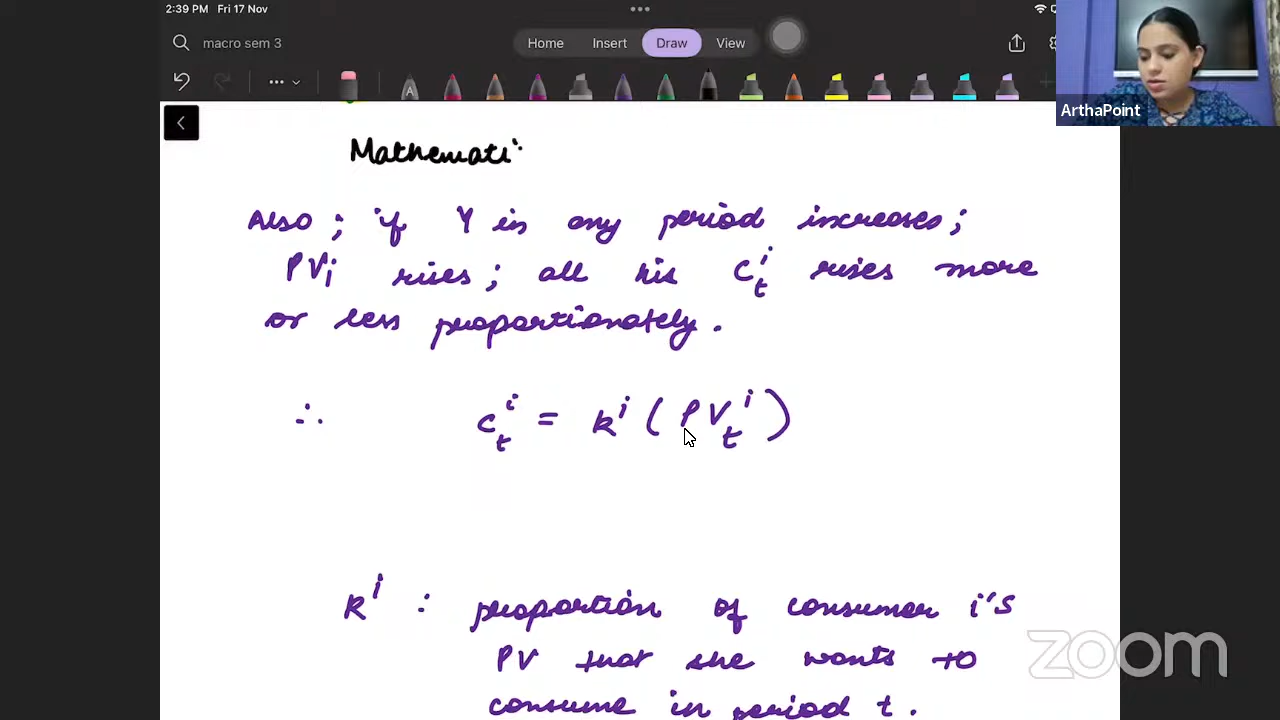 2:39 PM Fri 17 Nov
macro sem 3
Home Insert Draw View
A
ArthaPoint
Mathemati
Also ; if Y in any period increases ;
PVi rises ; all his C_t^i rises more
or less proportionately .
∴ c_t^i = k^i ( PV_t^i )
k^i : proportion of consumer i's
PV that she wants to
consume in period t .
zoom